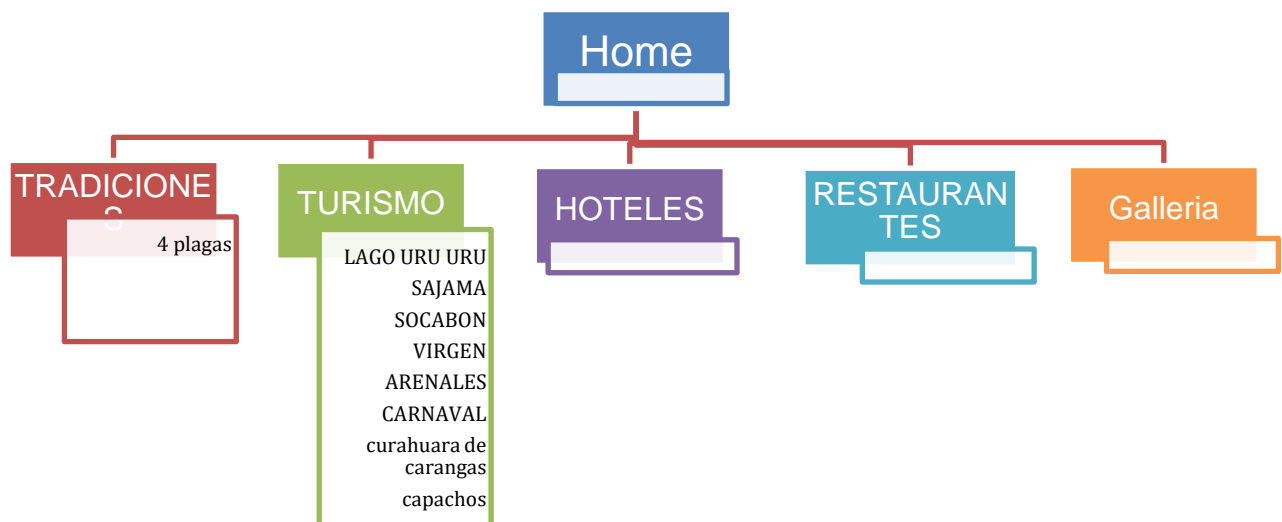 Home
TRADICIONE
S
4 plagas
TURISMO
LAGO URU URU
SAJAMA
SOCABON
VIRGEN
ARENALES
CARNAVAL
curahuara de
carangas
capachos
HOTELES
RESTAURAN
TES
Galleria